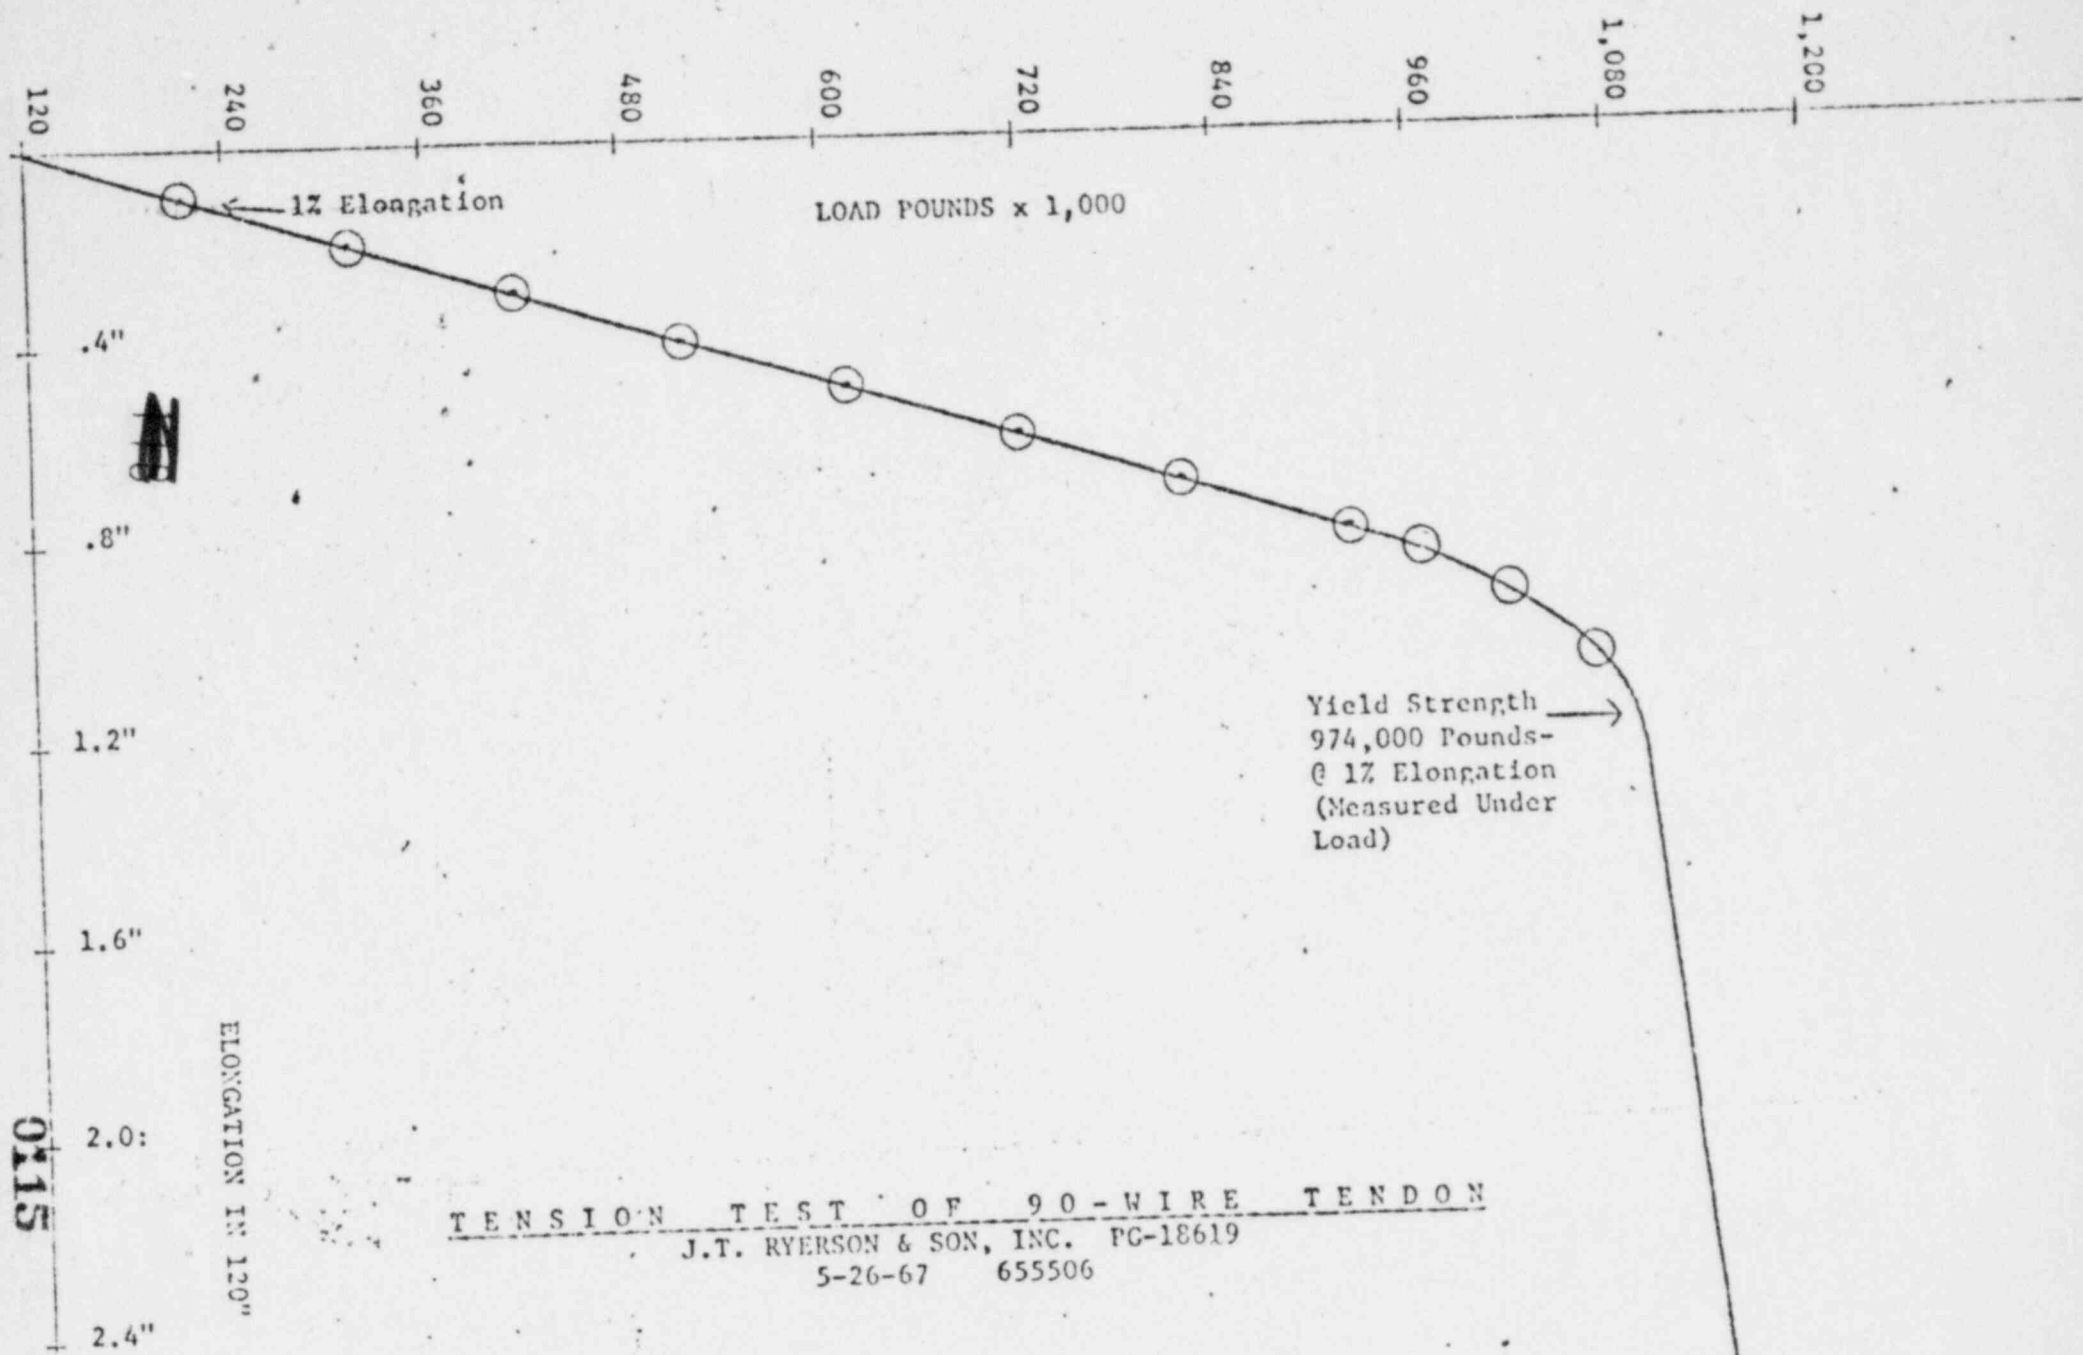 120 240 360 480 600 720 840 960 1,080 1,200
1% Elongation
LOAD POUNDS x 1,000
.4"
.8"
1.2"
1.6"
2.0:
2.4"
ELONGATION IN 120"
Yield Strength
974,000 Pounds-
@ 1% Elongation
(Measured Under
Load)
TENSION TEST OF 90-WIRE TENDON
J.T. RYERSON & SON, INC. PG-18619
5-26-67 655506
0115